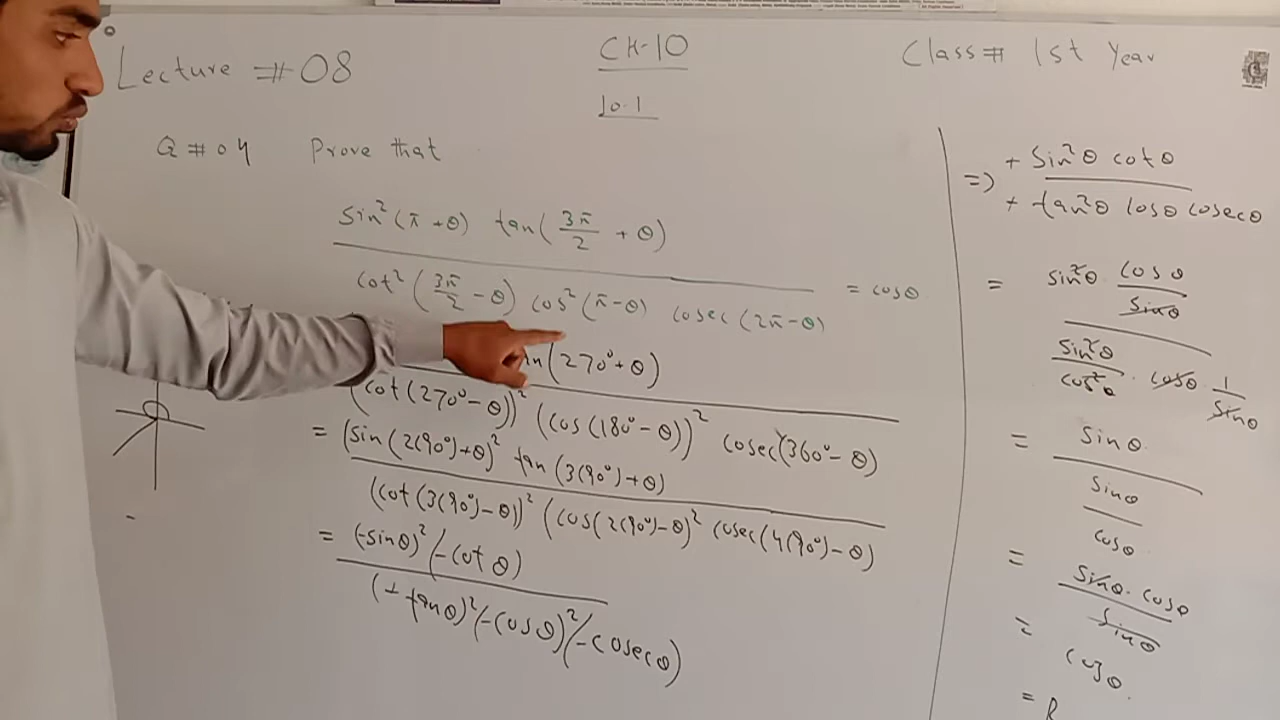 Lecture #08
CH-10
Class# 1st Year
10.1
Q#04 Prove that
sin²(π+θ) tan(3π/2 + θ)
cot²(3π/2 - θ) cos²(π-θ) cosec(2π-θ) = cosθ
(270°+θ)
(cot(270°-θ))² (cos(180°-θ))² cosec(360°-θ)
= (sin(2(90°)+θ)² tan(3(90°)+θ)
(cot(3(90°)-θ))² (cos(2(90°)-θ)² cosec(4(90°)-θ)
= (-sinθ)² (-cotθ)
(+tanθ)² (-cosθ)² (-cosecθ)
=> + sin²θ cotθ
+ tan²θ cosθ cosecθ
= sin²θ · cosθ
sinθ
sin²θ
cos²θ · cosθ · 1
sinθ
= sinθ
sinθ
cosθ
= sinθ · cosθ
sinθ
= cosθ
= R